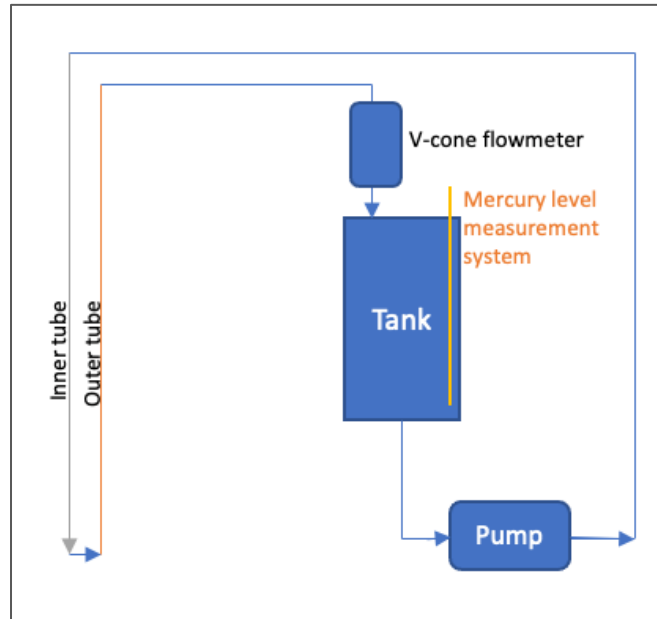 V-cone flowmeter
Mercury level
measurement
system
Tank
Inner tube
Outer tube
Pump